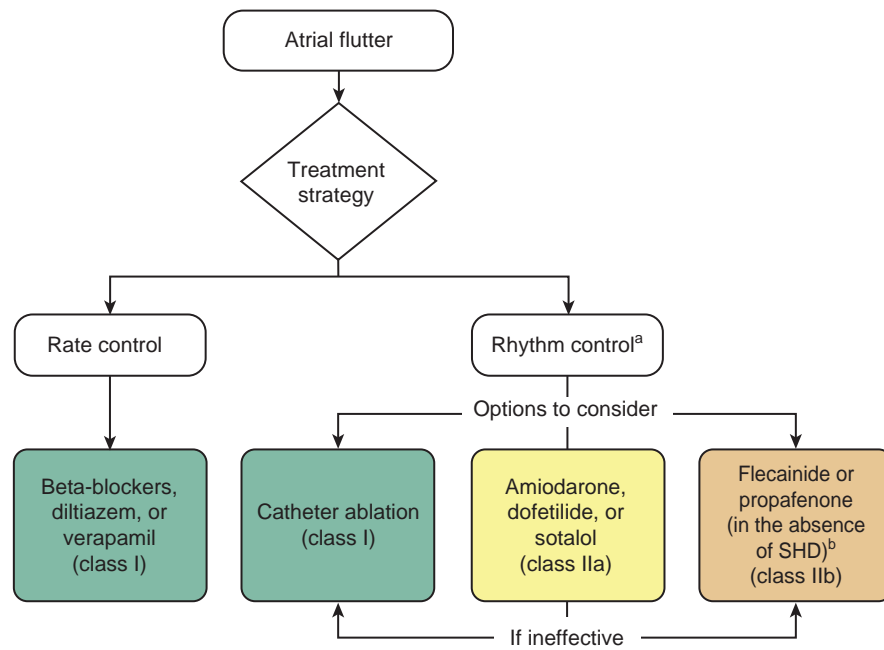 Atrial flutter
Treatment
strategy
Rate control
Rhythm controlᵃ
Options to consider
Beta-blockers,
diltiazem, or
verapamil
(class I)
Catheter ablation
(class I)
Amiodarone,
dofetilide, or
sotalol
(class IIa)
Flecainide or
propafenone
(in the absence
of SHD)ᵇ
(class IIb)
If ineffective